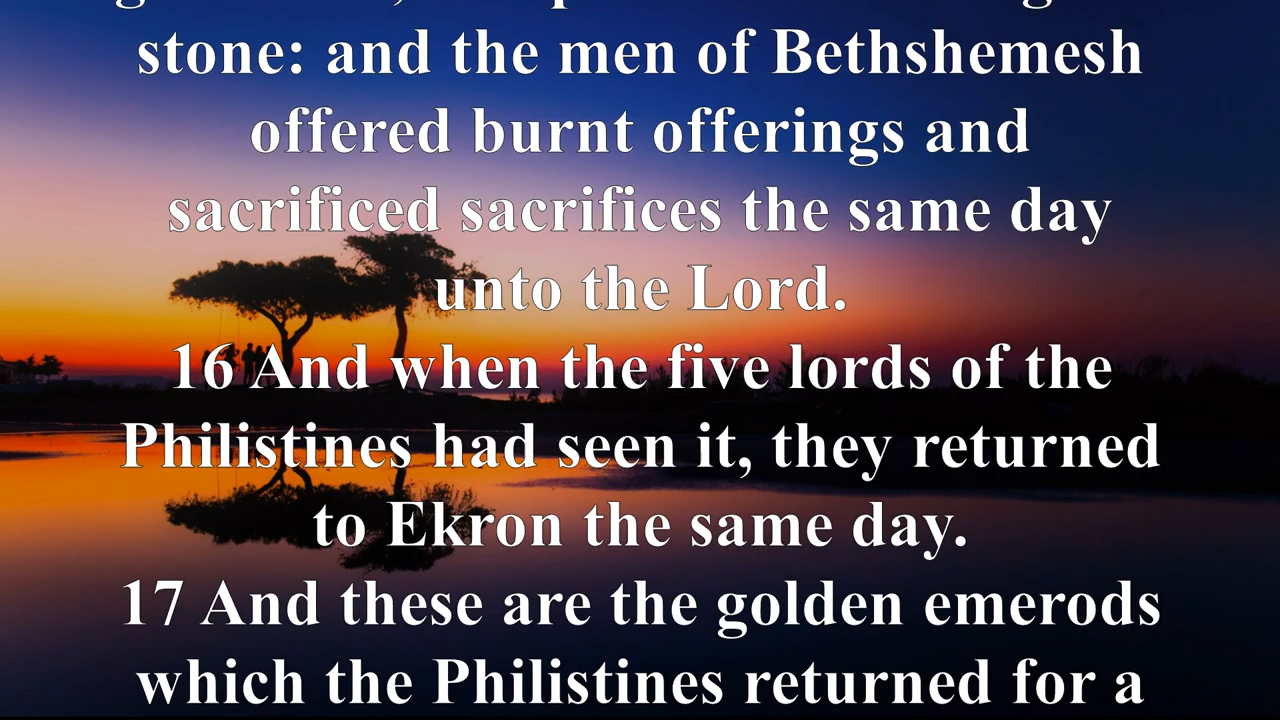 stone: and the men of Bethshemesh
offered burnt offerings and
sacrificed sacrifices the same day
unto the Lord.
16 And when the five lords of the
Philistines had seen it, they returned
to Ekron the same day.
17 And these are the golden emerods
which the Philistines returned for a